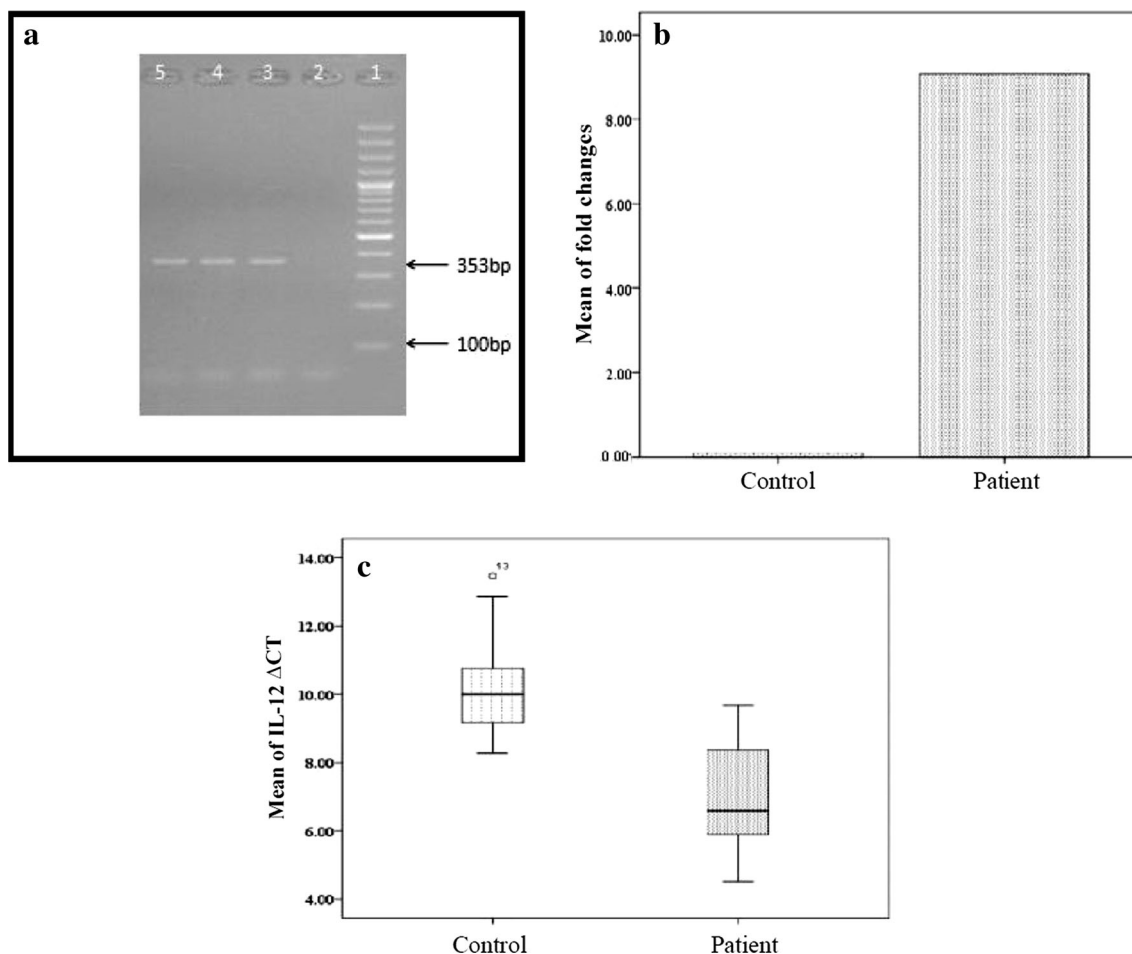 a
5 4 3 2 1
353bp
100bp
b
Mean of fold changes
10.00
8.00
6.00
4.00
2.00
0.00
Control Patient
c
Mean of IL-12 ΔCT
14.00
12.00
10.00
8.00
6.00
4.00
13
Control Patient